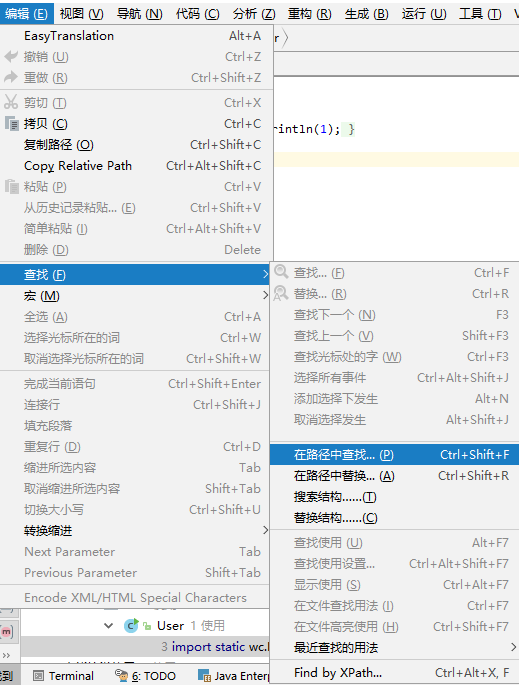 编辑 (E) 视图 (V) 导航 (N) 代码 (C) 分析 (Z) 重构 (R) 生成 (B) 运行 (U) 工具 (T)
EasyTranslation Alt+A
撤销 (U) Ctrl+Z
重做 (R) Ctrl+Shift+Z
剪切 (T) Ctrl+X
拷贝 (C) Ctrl+C
复制路径 (O) Ctrl+Shift+C
Copy Relative Path Ctrl+Alt+Shift+C
粘贴 (P) Ctrl+V
从历史记录粘贴... (E) Ctrl+Shift+V
简单粘贴 (I) Ctrl+Alt+Shift+V
删除 (D) Delete
查找 (F)
宏 (M)
全选 (A) Ctrl+A
选择光标所在的词 Ctrl+W
取消选择光标所在的词 Ctrl+Shift+W
完成当前语句 Ctrl+Shift+Enter
连接行 Ctrl+Shift+J
填充段落
重复行 (D) Ctrl+D
缩进所选内容 Tab
取消缩进所选内容 Shift+Tab
切换大小写 Ctrl+Shift+U
转换缩进
Next Parameter Tab
Previous Parameter Shift+Tab
Encode XML/HTML Special Characters
r
rintln(1); }
查找... (F) Ctrl+F
替换... (R) Ctrl+R
查找下一个 (N) F3
查找上一个 (V) Shift+F3
查找光标处的字 (W) Ctrl+F3
选择所有事件 Ctrl+Alt+Shift+J
添加选择下发生 Alt+N
取消选择发生 Alt+Shift+J
在路径中查找... (P) Ctrl+Shift+F
在路径中替换... (A) Ctrl+Shift+R
搜索结构......(T)
替换结构......(C)
查找使用 (U) Alt+F7
查找使用设置... Ctrl+Alt+Shift+F7
显示使用 (S) Ctrl+Alt+F7
在文件查找用法 (I) Ctrl+F7
在文件高亮使用 (H) Ctrl+Shift+F7
最近查找的用法
Find by XPath... Ctrl+Alt+X, F
User 1 使用
3 import static wc.
Terminal 6: TODO Java Enterp